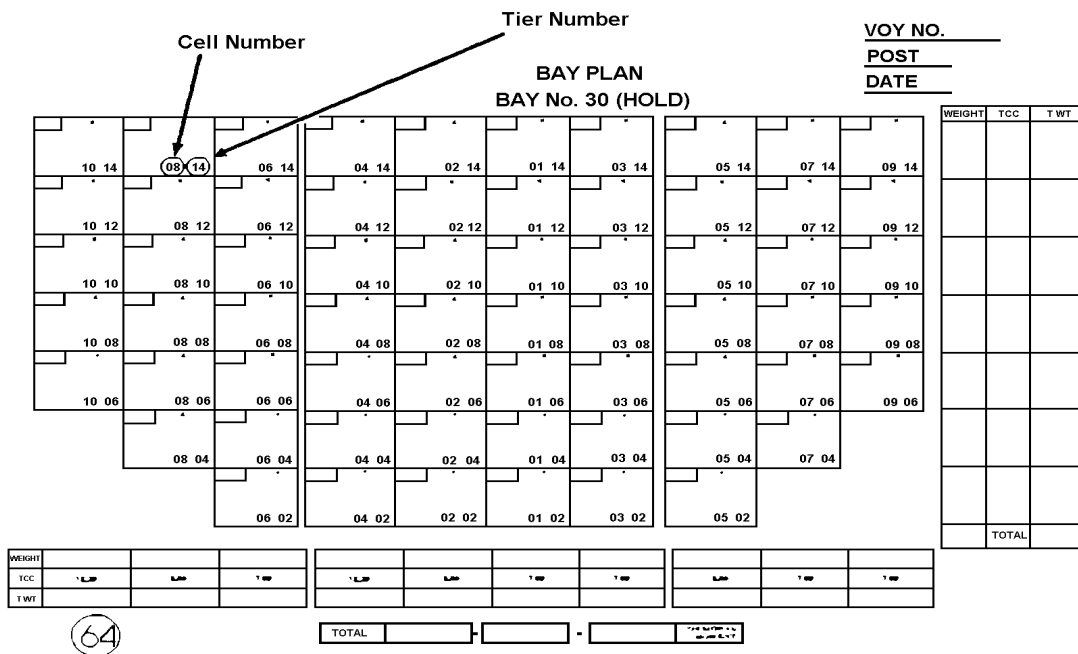 Tier Number
Cell Number
VOY NO.
POST
DATE
BAY PLAN
BAY No. 30 (HOLD)
WEIGHT TCC T WT
10 14 08 14 06 14 04 14 02 14 01 14 03 14 05 14 07 14 09 14
10 12 08 12 06 12 04 12 02 12 01 12 03 12 05 12 07 12 09 12
10 10 08 10 06 10 04 10 02 10 01 10 03 10 05 10 07 10 09 10
10 08 08 08 06 08 04 08 02 08 01 08 03 08 05 08 07 08 09 08
10 06 08 06 06 06 04 06 02 06 01 06 03 06 05 06 07 06 09 06
08 04 06 04 04 04 02 04 01 04 03 04 05 04 07 04
06 02 04 02 02 02 01 02 03 02 05 02
TOTAL
WEIGHT
TCC
T WT
64
TOTAL - -